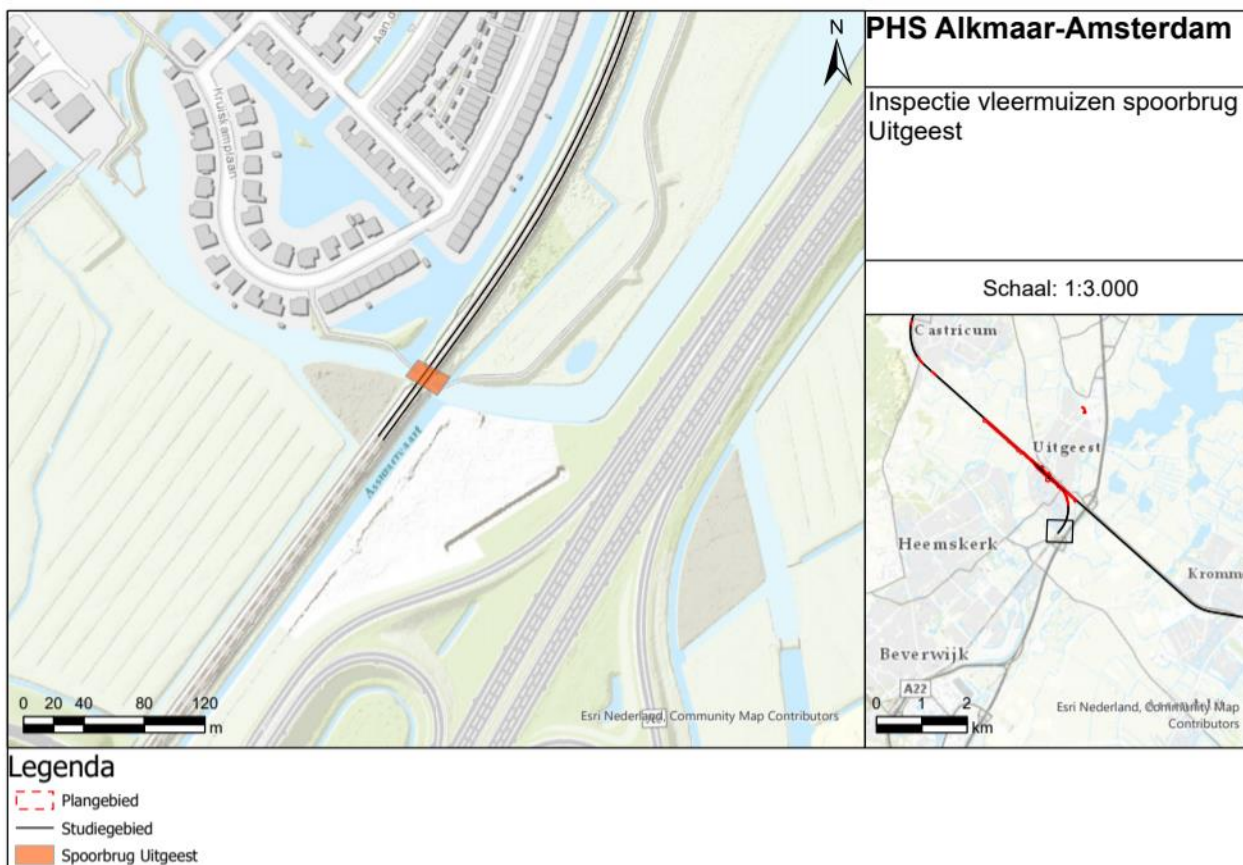 PHS Alkmaar-Amsterdam
Inspectie vleermuizen spoorbrug
Uitgeest
Schaal: 1:3.000
N
Kruiskamplaan
0 20 40 80 120
m
Esri Nederland, Community Map Contributors
Castricum
Uitgeest
Heemskerk
Kromm
Beverwijk
A22
0 1 2
km
Esri Nederland, Community Map
Contributors
Legenda
Plangebied
Studiegebied
Spoorbrug Uitgeest